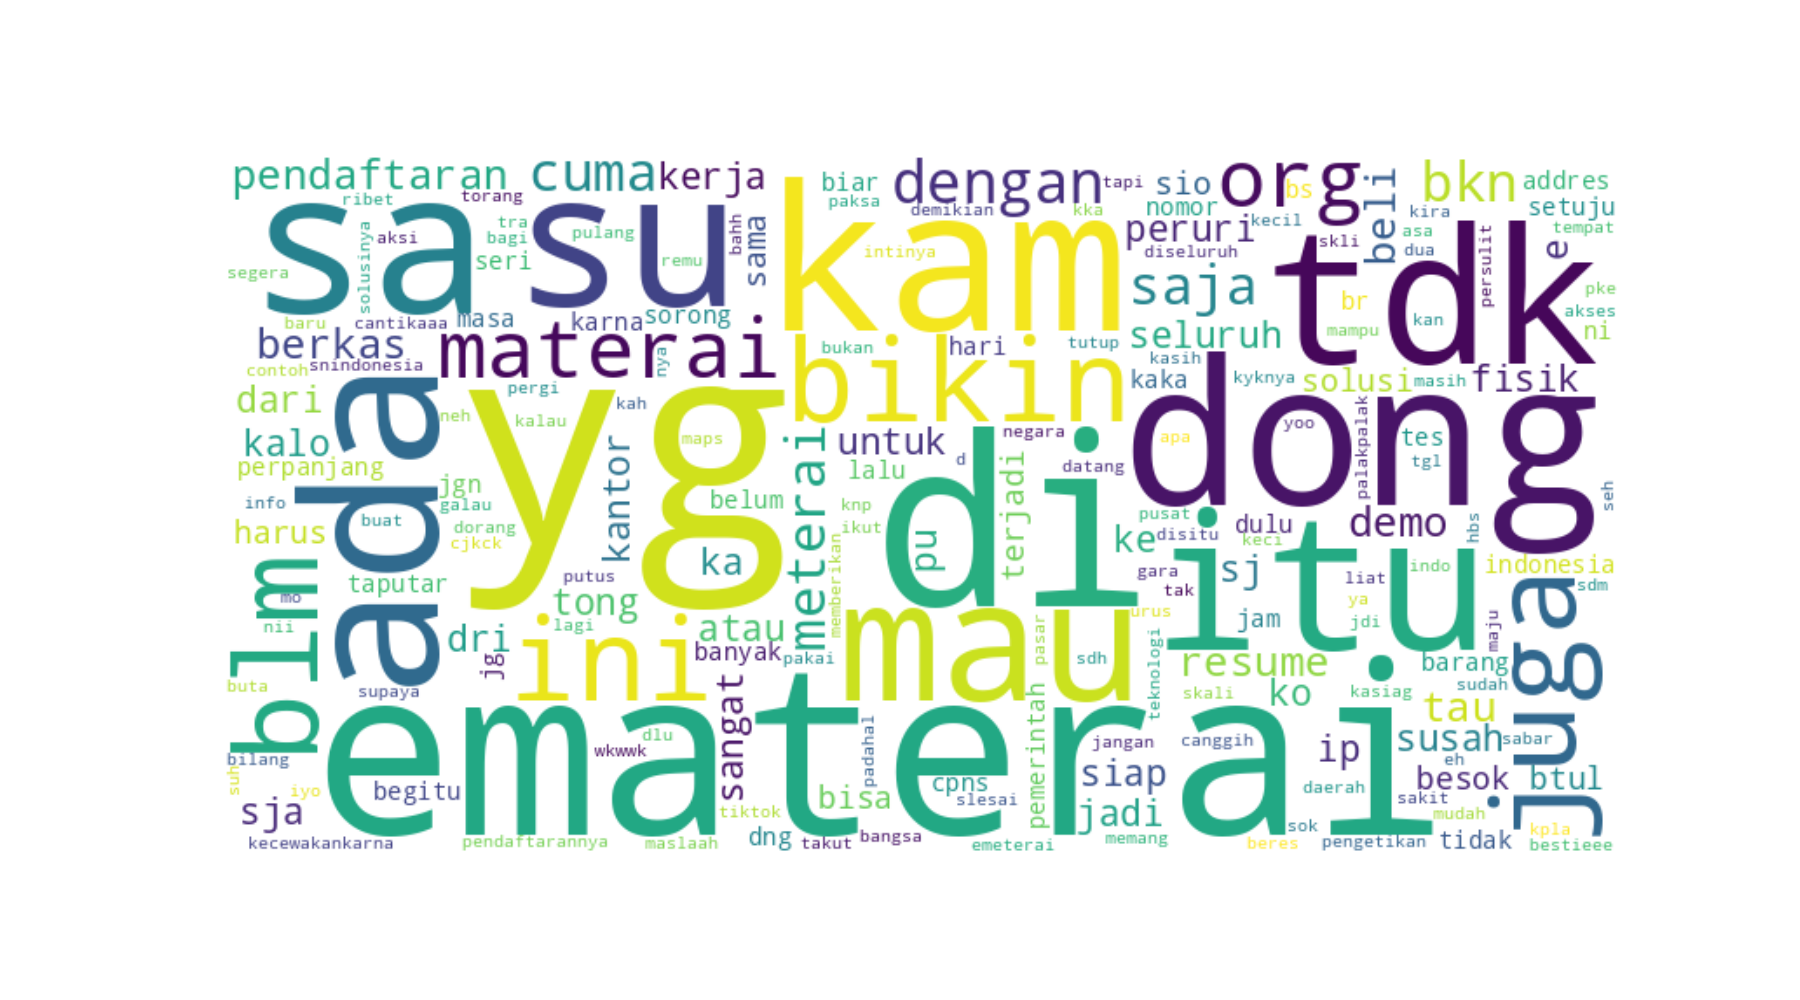 pendaftaran
cuma
kerja
biar
paksa
dengan
tapi
sio
org
bs
beli
bkn
addres
ribet
torang
demikian
kka
nomor
kecil
kira
setuju
sa
su
kam
tdk
solusinya
aksi
tra
bagi
pulang
bahh
sama
intinya
peruri
diseluruh
skli
asa
dua
persulit
e
tempat
segera
seri
remu
saja
br
kan
mampu
pke
akses
ni
baru
cantikaaa
masa
karna
sorong
berkas
materai
nya
bukan
bikin
hari
tutup
seluruh
kasih
contoh
snindonesia
pergi
kah
kaka
kyknya
solusi
masih
fisik
dari
ada
neh
yg
kalau
maps
untuk
negara
dong
apa
yoo
palakpalak
tes
tgl
kalo
perpanjang
kantor
meterai
lalu
d
di
datang
jgn
galau
belum
knp
ikut
terjadi
pusat
info
buat
dorang
cjkck
harus
ka
pu
ke
disitu
dulu
keci
demo
hbs
seh
itu
blm
mo
nii
taputar
putus
tong
lagi
memberikan
gara
tak
sj
liat
indo
indonesia
sdm
ya
jdi
jam
urus
maju
juga
dri
jg
ini
atau
banyak
pakai
mau
sdh
pasar
teknologi
resume
barang
buta
supaya
sangat
skali
ko
kasiag
sudah
tau
ematerai
dlu
wkwwk
padahal
pemerintah
jangan
canggih
ip
susah
sabar
bilang
suh
iyo
begitu
cpns
slesai
siap
daerah
eh
besok
btul
sakit
sja
tiktok
bisa
jadi
mudah
kecewakankarna
pendaftarannya
maslaah
dng
takut
bangsa
emeterai
memang
sok
beres
pengetikan
tidak
kpla
bestieee